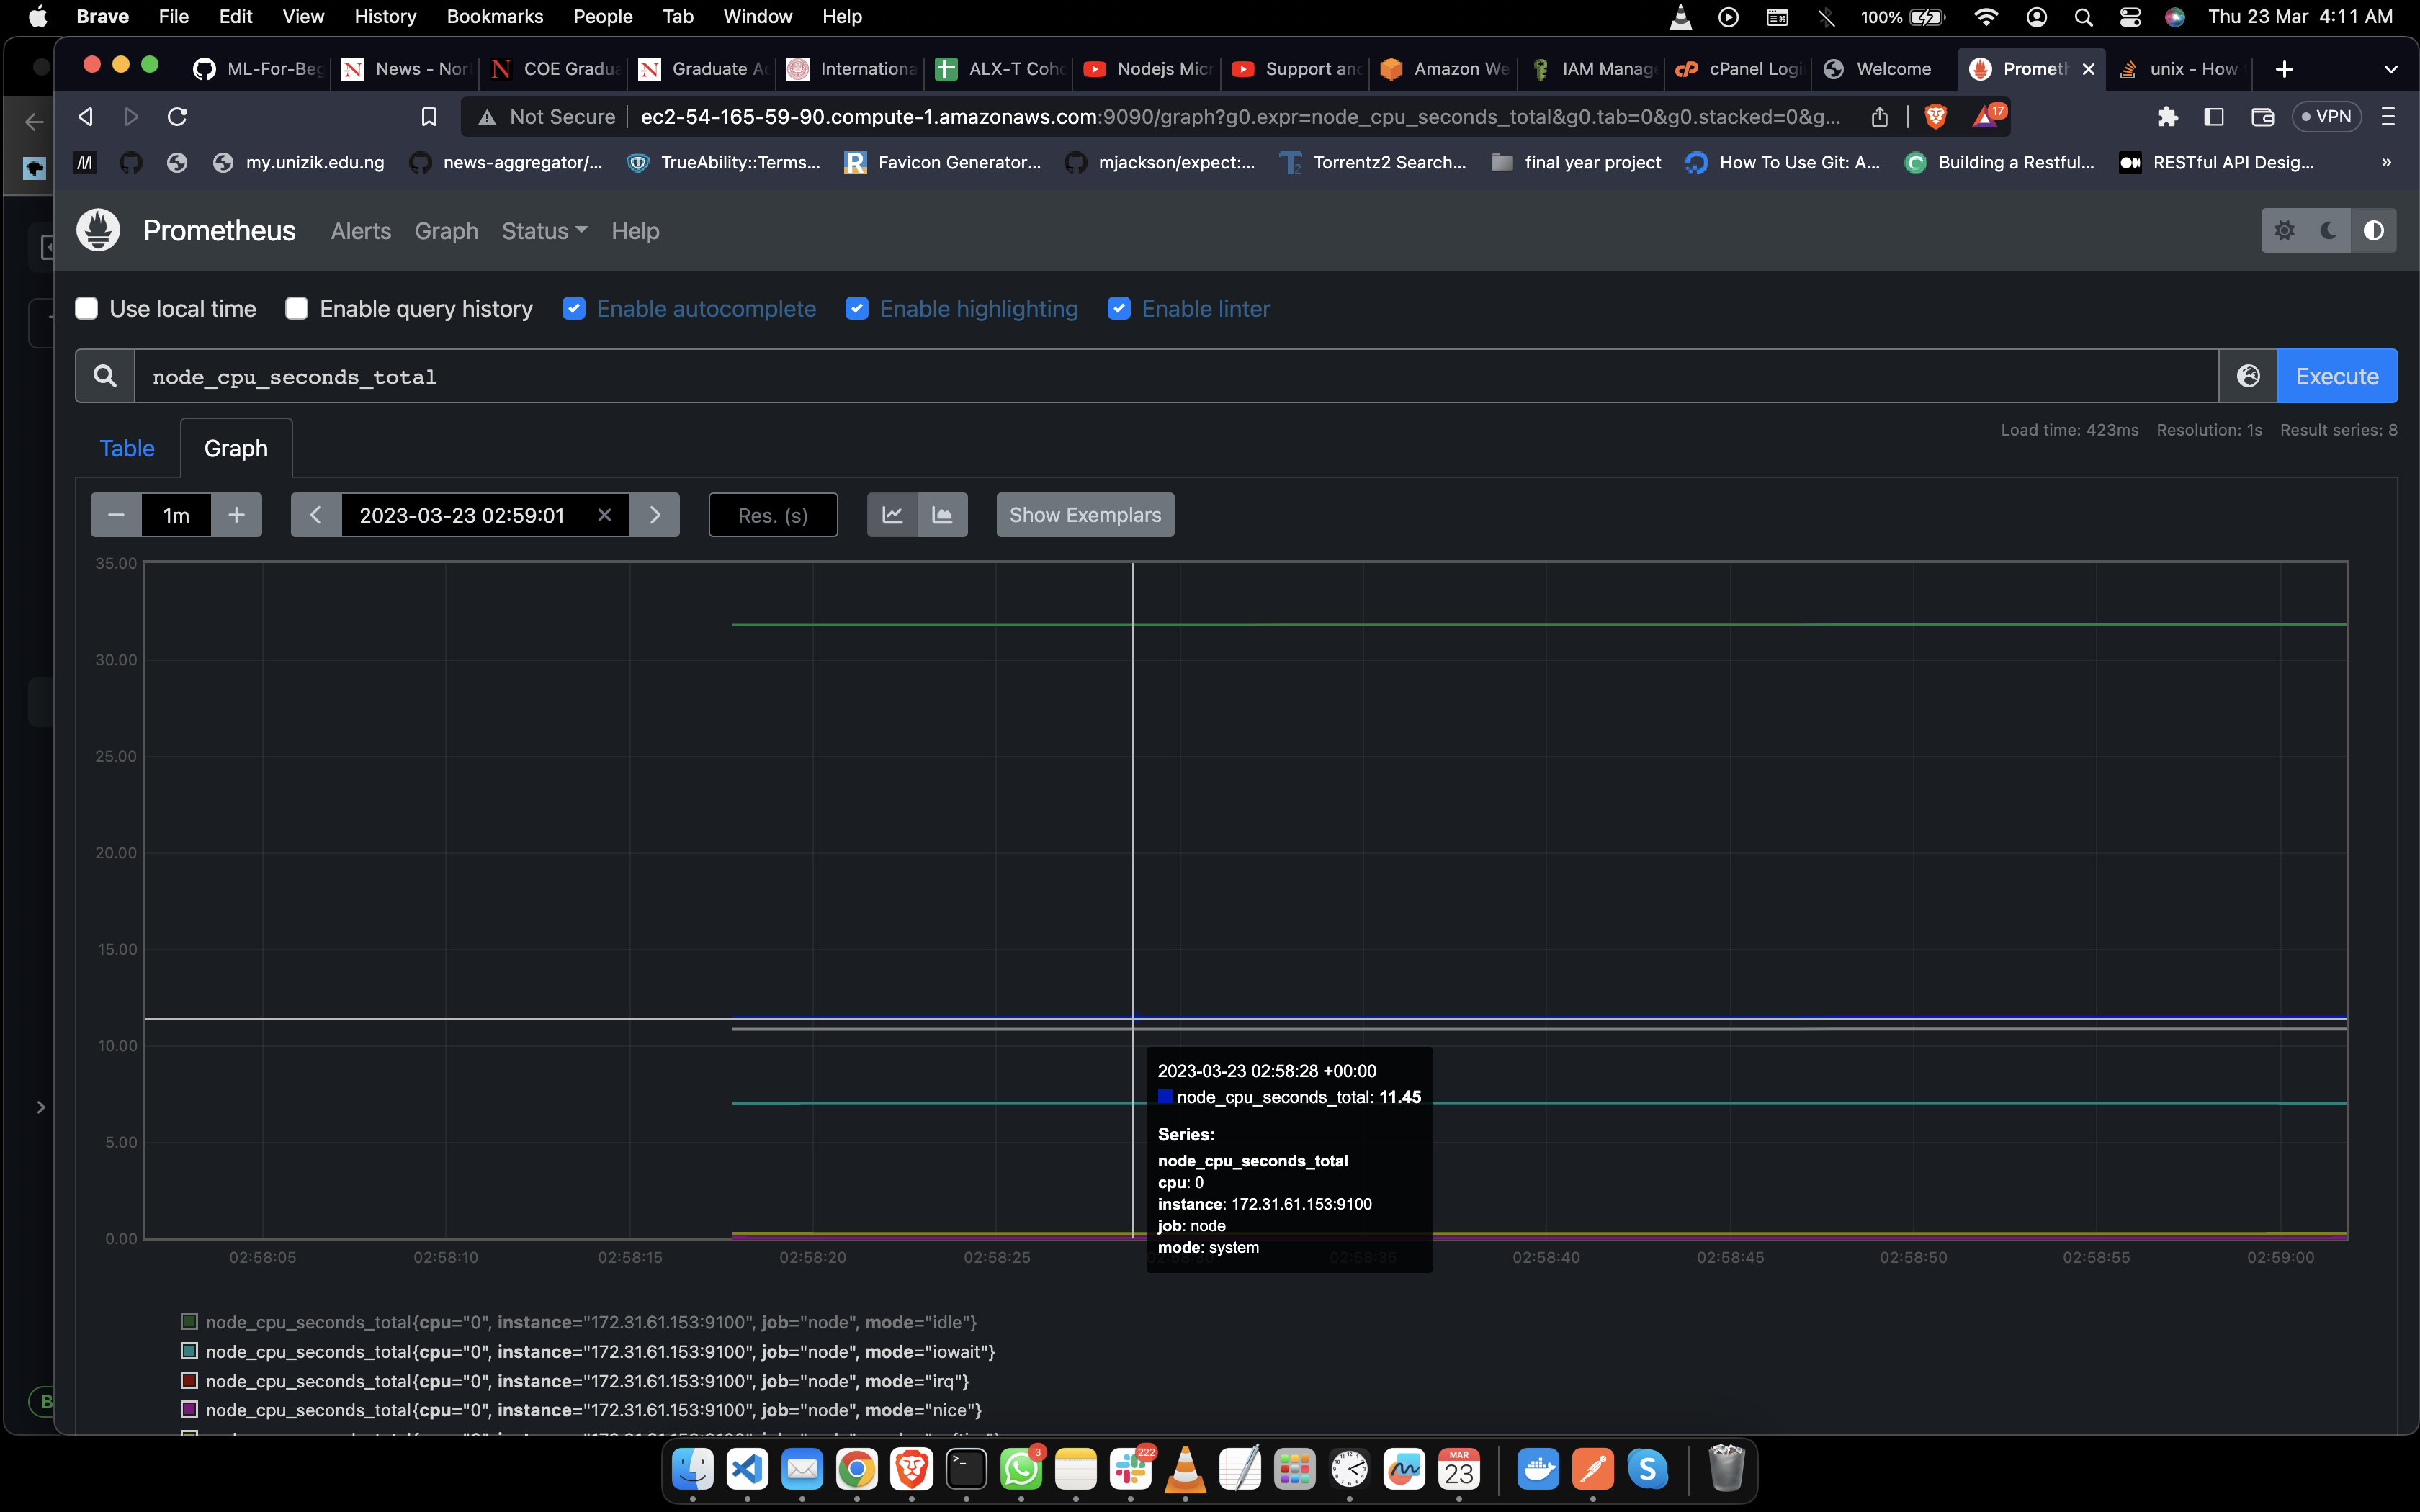 Brave File Edit View History Bookmarks People Tab Window Help 100% Thu 23 Mar 4:11 AM
ML-For-Beg News - Nor COE Gradua Graduate A Internationa ALX-T Coho Nodejs Micr Support and Amazon We IAM Manag cPanel Logi Welcome Prometh unix - How
Not Secure ec2-54-165-59-90.compute-1.amazonaws.com:9090/graph?g0.expr=node_cpu_seconds_total&g0.tab=0&g0.stacked=0&g... 17 VPN
my.unizik.edu.ng news-aggregator/... TrueAbility::Terms... Favicon Generator... mjackson/expect:... Torrentz2 Search... final year project How To Use Git: A... Building a Restful... RESTful API Desig... »
Prometheus Alerts Graph Status Help
Use local time Enable query history Enable autocomplete Enable highlighting Enable linter
node_cpu_seconds_total Execute
Table Graph Load time: 423ms Resolution: 1s Result series: 8
1m 2023-03-23 02:59:01 Res. (s) Show Exemplars
35.00
30.00
25.00
20.00
15.00
10.00
5.00
0.00
2023-03-23 02:58:28 +00:00
node_cpu_seconds_total: 11.45
Series:
node_cpu_seconds_total
cpu: 0
instance: 172.31.61.153:9100
job: node
mode: system
02:58:05 02:58:10 02:58:15 02:58:20 02:58:25 02:58:30 02:58:35 02:58:40 02:58:45 02:58:50 02:58:55 02:59:00
node_cpu_seconds_total{cpu="0", instance="172.31.61.153:9100", job="node", mode="idle"}
node_cpu_seconds_total{cpu="0", instance="172.31.61.153:9100", job="node", mode="iowait"}
node_cpu_seconds_total{cpu="0", instance="172.31.61.153:9100", job="node", mode="irq"}
node_cpu_seconds_total{cpu="0", instance="172.31.61.153:9100", job="node", mode="nice"}
B
3 222 MAR
23